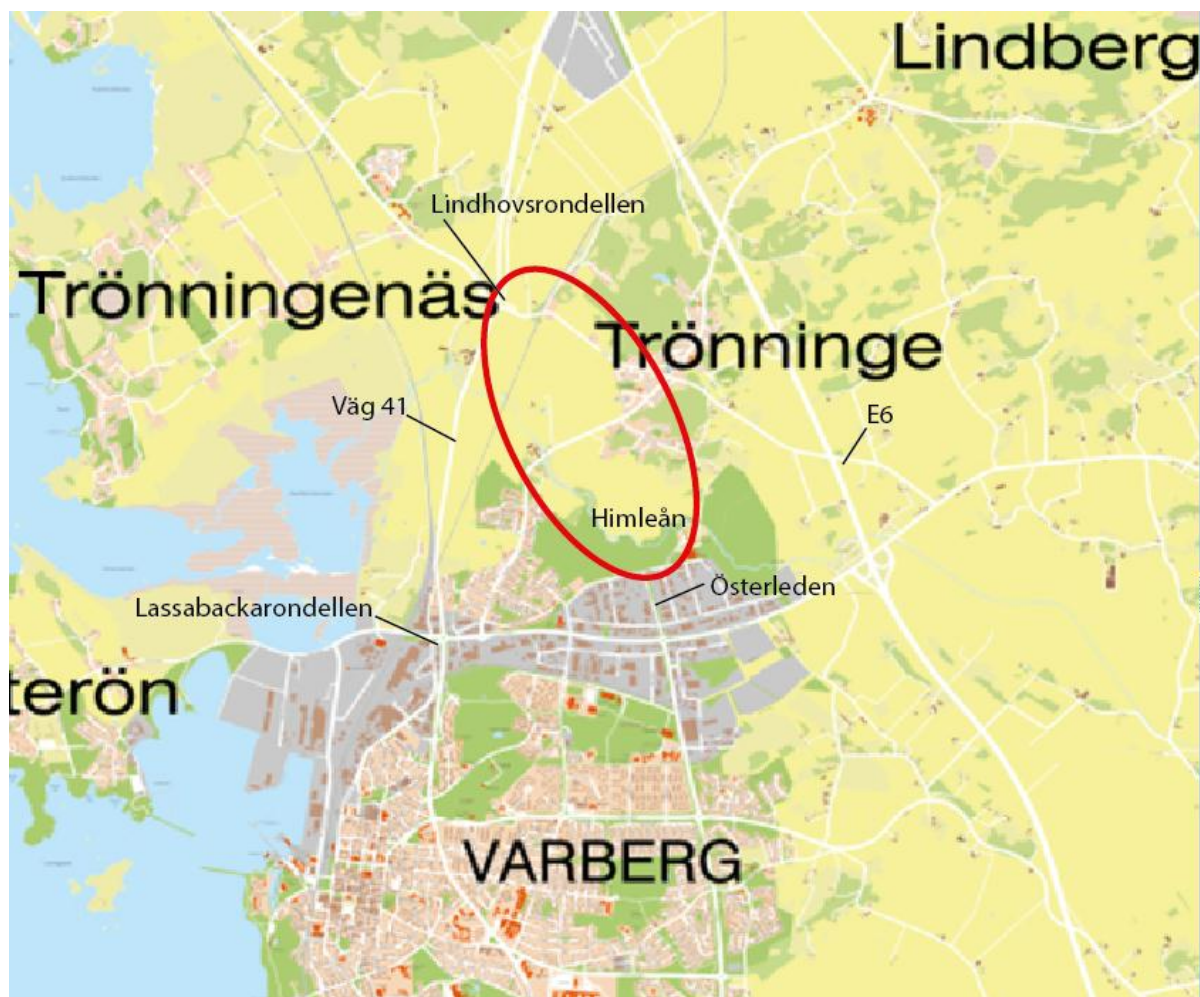 Lindberg
Lindhovsrondellen
Trönningenäs
Trönninge
Väg 41
E6
Himleån
Österleden
Lassabackarondellen
terön
VARBERG